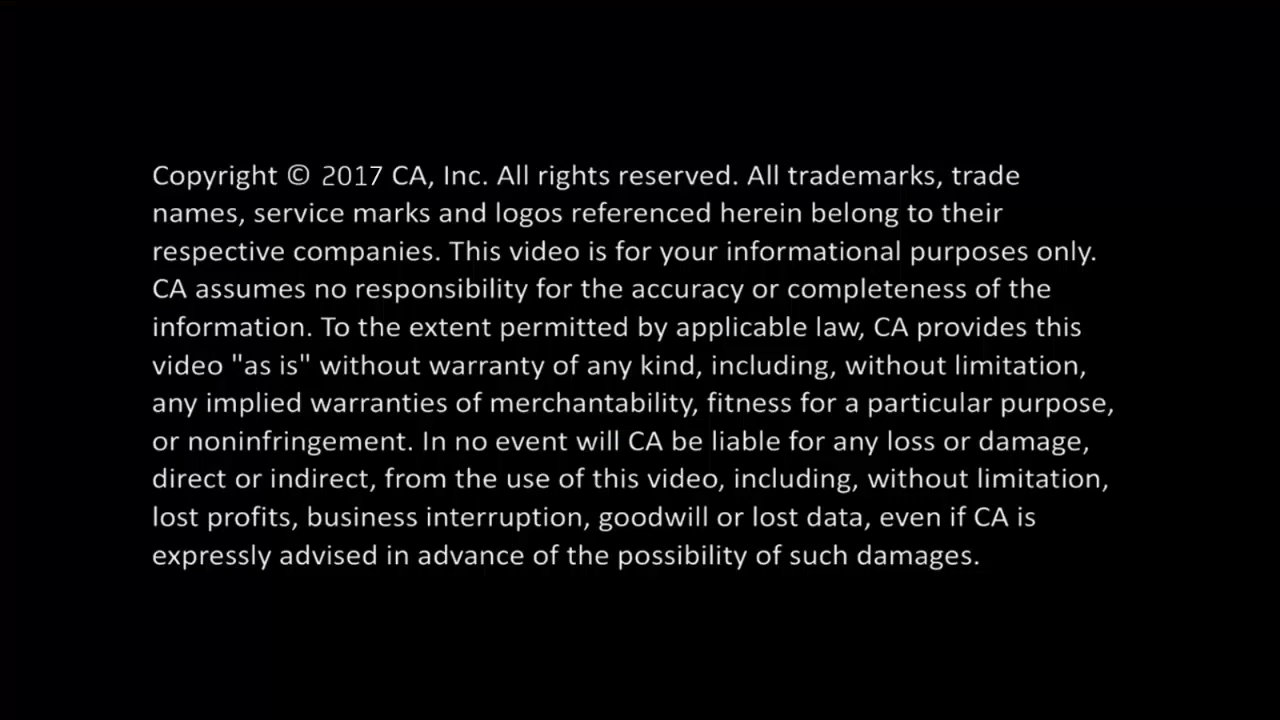 Copyright © 2017 CA, Inc. All rights reserved. All trademarks, trade
names, service marks and logos referenced herein belong to their
respective companies. This video is for your informational purposes only.
CA assumes no responsibility for the accuracy or completeness of the
information. To the extent permitted by applicable law, CA provides this
video "as is" without warranty of any kind, including, without limitation,
any implied warranties of merchantability, fitness for a particular purpose,
or noninfringement. In no event will CA be liable for any loss or damage,
direct or indirect, from the use of this video, including, without limitation,
lost profits, business interruption, goodwill or lost data, even if CA is
expressly advised in advance of the possibility of such damages.